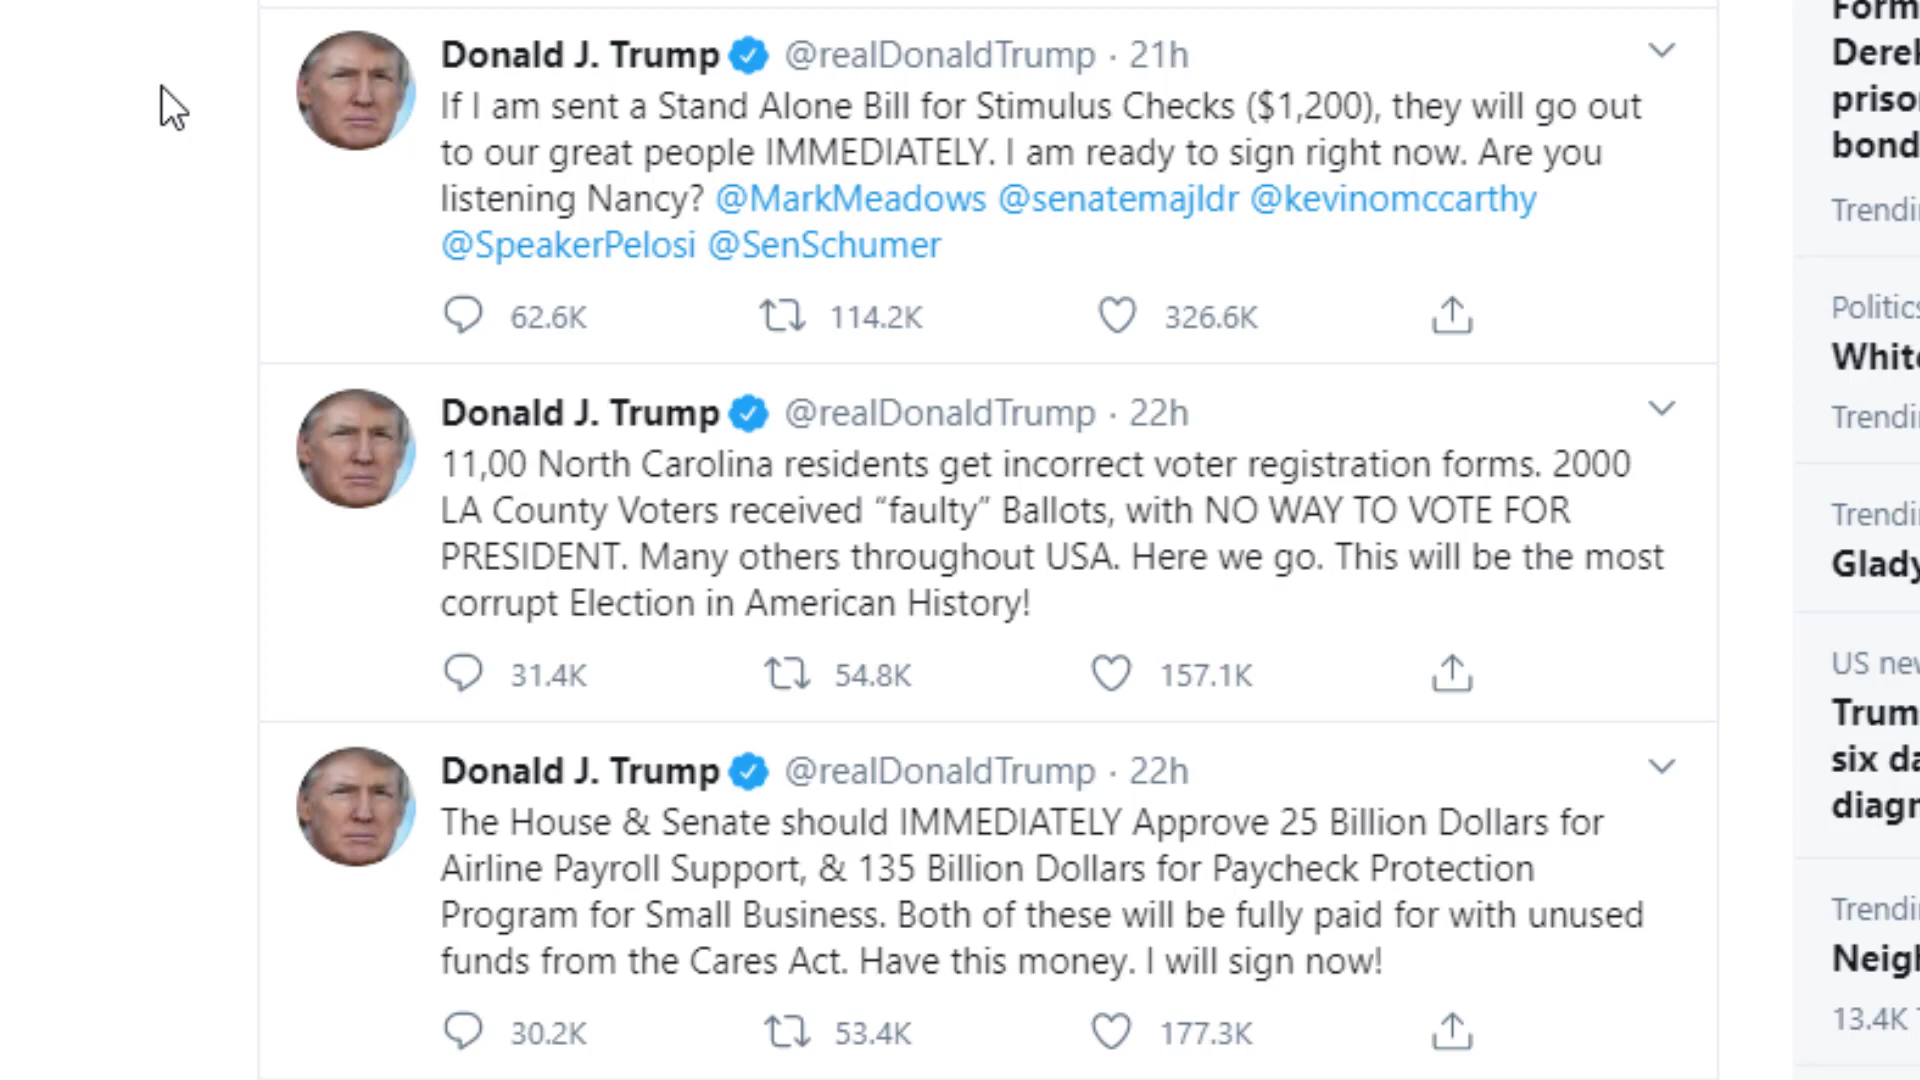 Donald J. Trump @realDonaldTrump · 21h
If I am sent a Stand Alone Bill for Stimulus Checks ($1,200), they will go out
to our great people IMMEDIATELY. I am ready to sign right now. Are you
listening Nancy? @MarkMeadows @senatemajldr @kevinomccarthy
@SpeakerPelosi @SenSchumer
62.6K 114.2K 326.6K
Donald J. Trump @realDonaldTrump · 22h
11,00 North Carolina residents get incorrect voter registration forms. 2000
LA County Voters received “faulty” Ballots, with NO WAY TO VOTE FOR
PRESIDENT. Many others throughout USA. Here we go. This will be the most
corrupt Election in American History!
31.4K 54.8K 157.1K
Donald J. Trump @realDonaldTrump · 22h
The House & Senate should IMMEDIATELY Approve 25 Billion Dollars for
Airline Payroll Support, & 135 Billion Dollars for Paycheck Protection
Program for Small Business. Both of these will be fully paid for with unused
funds from the Cares Act. Have this money. I will sign now!
30.2K 53.4K 177.3K
bond
six
13.4K